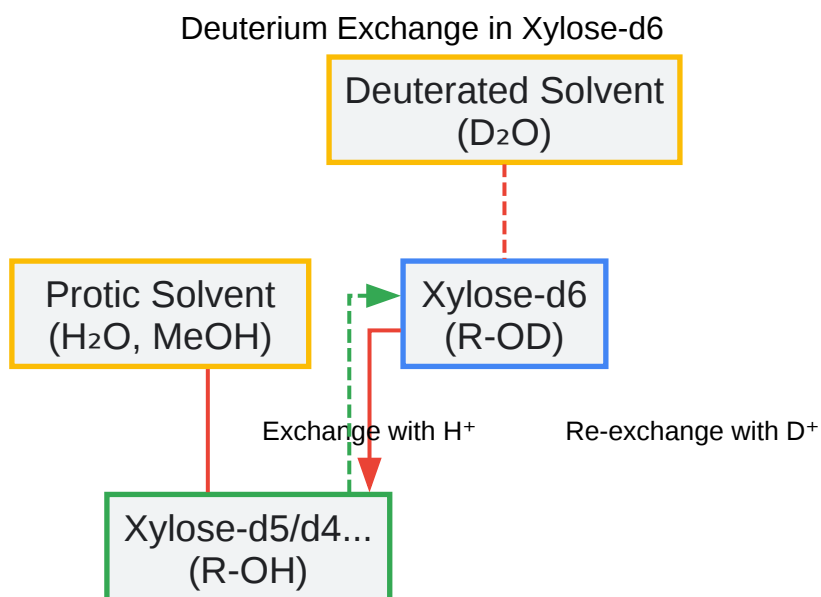 Deuterium Exchange in Xylose-d6
Deuterated Solvent
(D₂O)
Protic Solvent
(H₂O, MeOH)
Xylose-d6
(R-OD)
Exchange with H⁺
Re-exchange with D⁺
Xylose-d5/d4...
(R-OH)